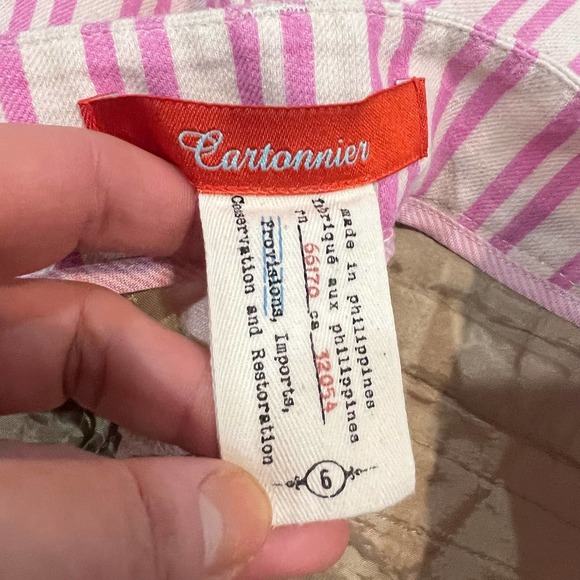 Cartonnier
made in philippines
fabriqué aux philippines
rn 66170 ca 32054
Provisions, Imports,
Conservation and Restoration
6